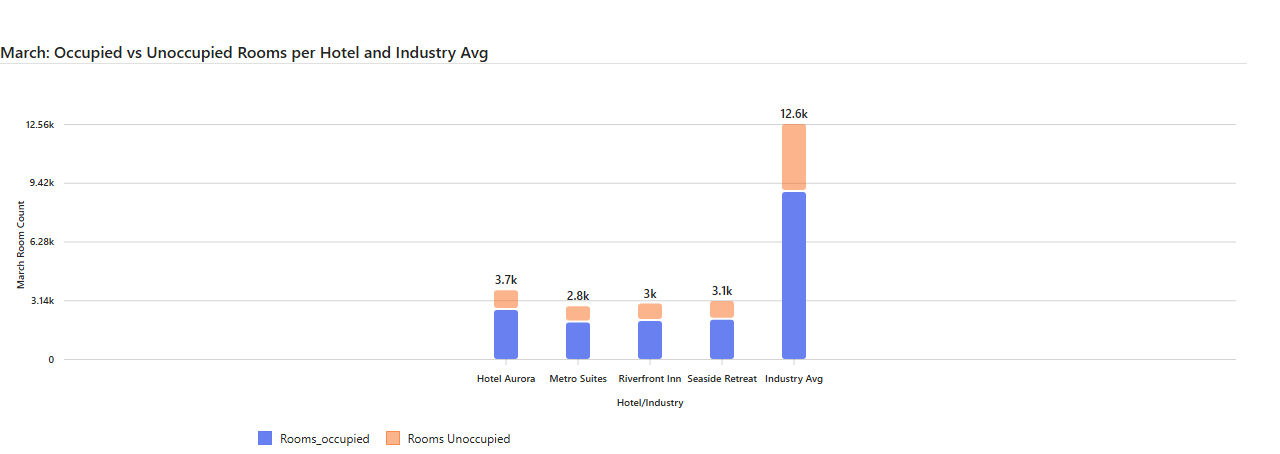 March: Occupied vs Unoccupied Rooms per Hotel and Industry Avg
12.6k
12.56k
9.42k
6.28k
3.14k
0
March Room Count
3.7k
2.8k
3k
3.1k
Hotel Aurora
Metro Suites
Riverfront Inn
Seaside Retreat
Industry Avg
Hotel/Industry
Rooms_occupied
Rooms Unoccupied